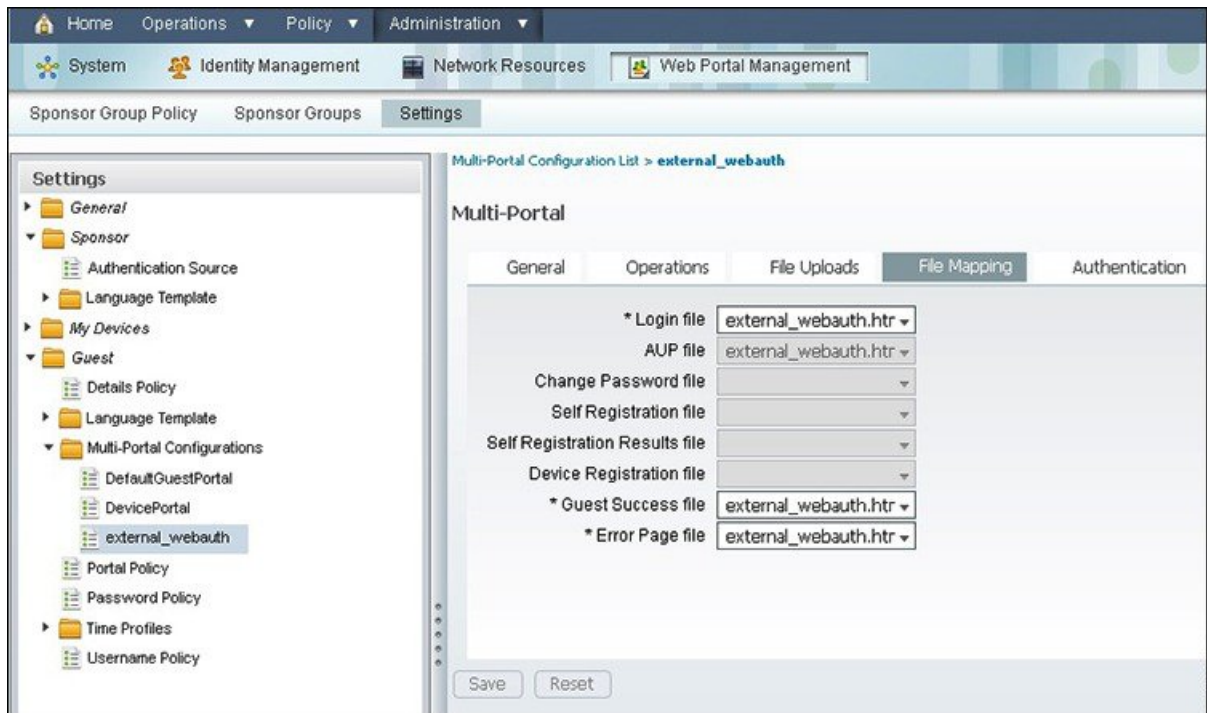 Home Operations ▼ Policy ▼ Administration ▼
System Identity Management Network Resources Web Portal Management
Sponsor Group Policy Sponsor Groups Settings
Settings
General
Sponsor
Authentication Source
Language Template
My Devices
Guest
Details Policy
Language Template
Multi-Portal Configurations
DefaultGuestPortal
DevicePortal
external_webauth
Portal Policy
Password Policy
Time Profiles
Username Policy
Multi-Portal Configuration List > external_webauth
Multi-Portal
General Operations File Uploads File Mapping Authentication
* Login file external_webauth.htr
AUP file external_webauth.htr
Change Password file
Self Registration file
Self Registration Results file
Device Registration file
* Guest Success file external_webauth.htr
* Error Page file external_webauth.htr
Save Reset